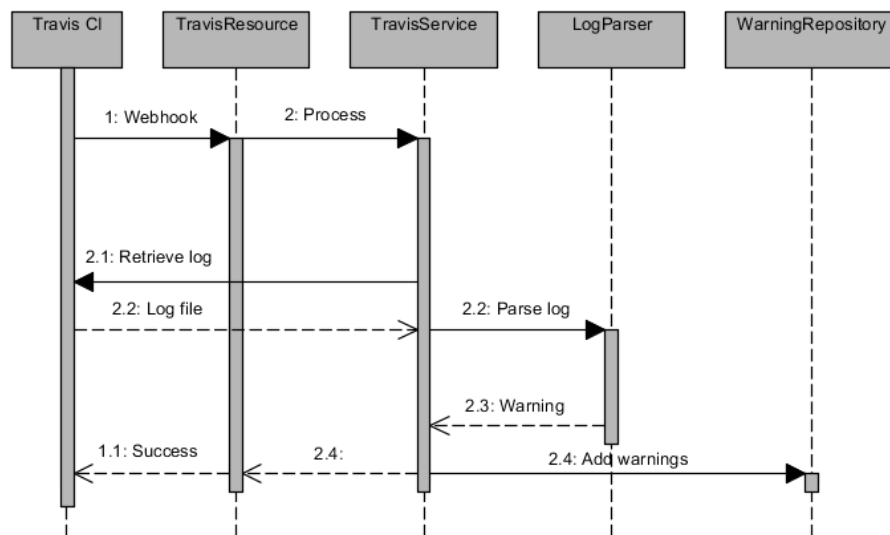 Travis CI
TravisResource
TravisService
LogParser
WarningRepository
1: Webhook
2: Process
2.1: Retrieve log
2.2: Log file
2.2: Parse log
2.3: Warning
1.1: Success
2.4:
2.4: Add warnings